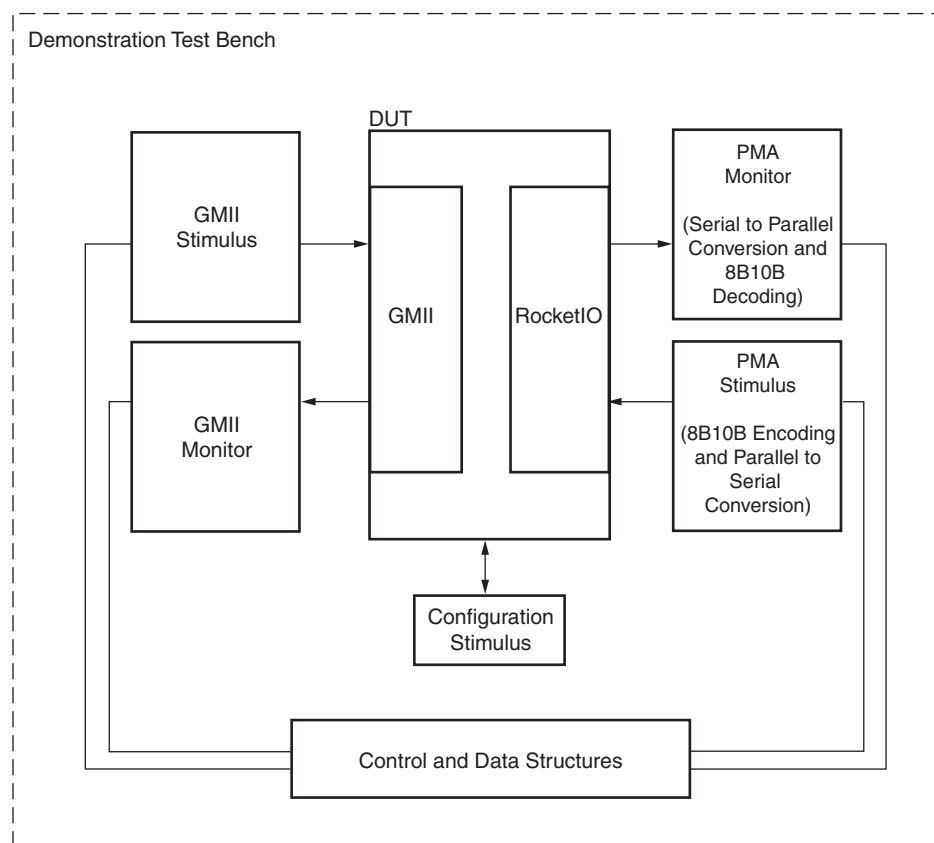 Demonstration Test Bench
DUT
GMII
Stimulus
GMII
Monitor
GMII
RocketIO
PMA
Monitor
(Serial to Parallel
Conversion and
8B10B
Decoding)
PMA
Stimulus
(8B10B Encoding
and Parallel to
Serial
Conversion)
Configuration
Stimulus
Control and Data Structures